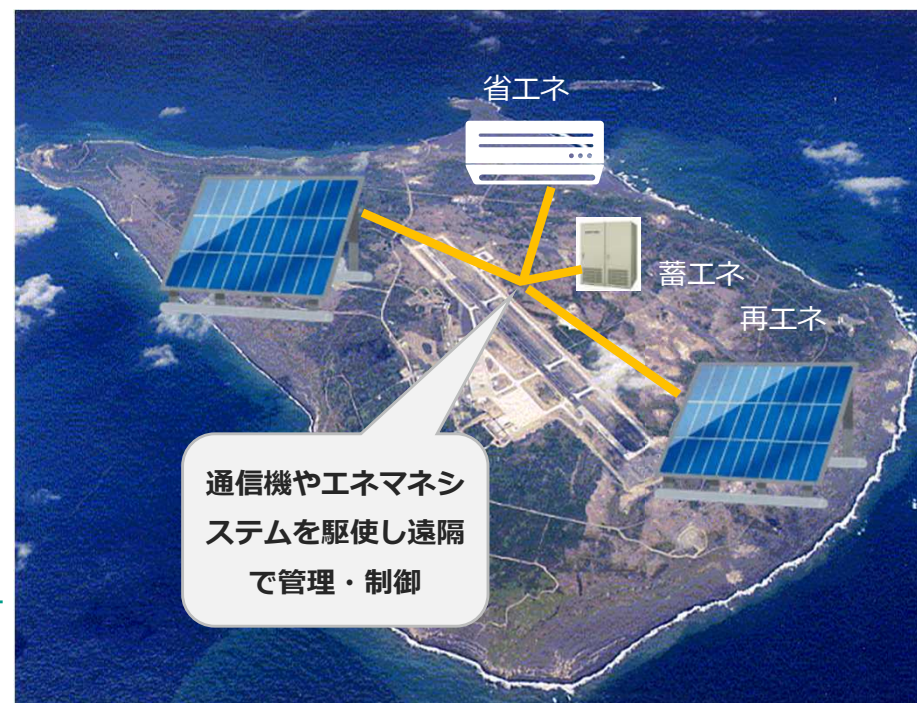 省エネ
蓄エネ
再エネ
通信機やエネマネシ
ステムを駆使し遠隔
で管理・制御